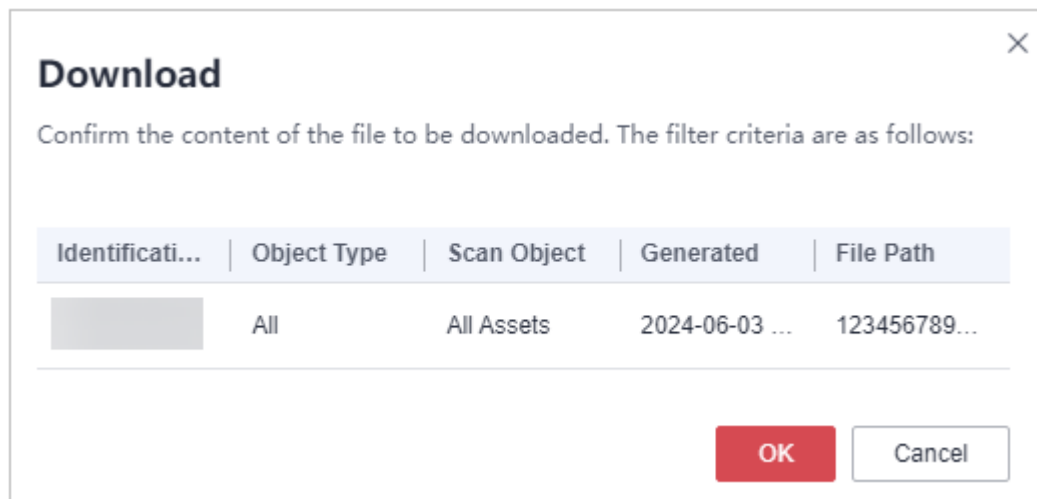 Download
Confirm the content of the file to be downloaded. The filter criteria are as follows:
Identificati... Object Type Scan Object Generated File Path
All All Assets 2024-06-03 ... 123456789...
OK Cancel